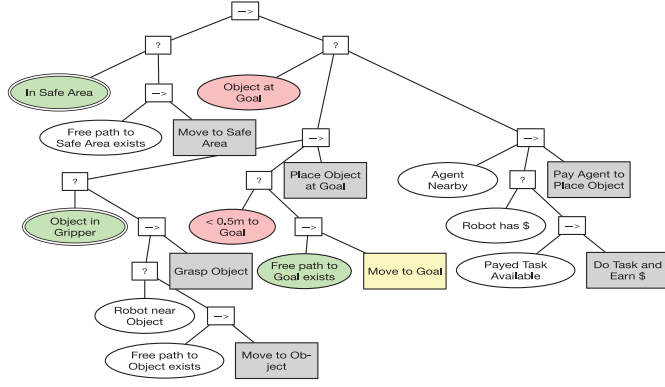 -->
?
?
In Safe Area
-->
Object at
Goal
Free path to
Safe Area exists
Move to Safe
Area
-->
-->
?
?
Place Object
at Goal
Agent
Nearby
?
Pay Agent to
Place Object
Object in
Gripper
-->
< 0.5m to
Goal
-->
Robot has $
-->
?
Grasp Object
Free path to
Goal exists
Move to Goal
Payed Task
Available
Do Task and
Earn $
Robot near
Object
-->
Free path to
Object exists
Move to Ob-
ject